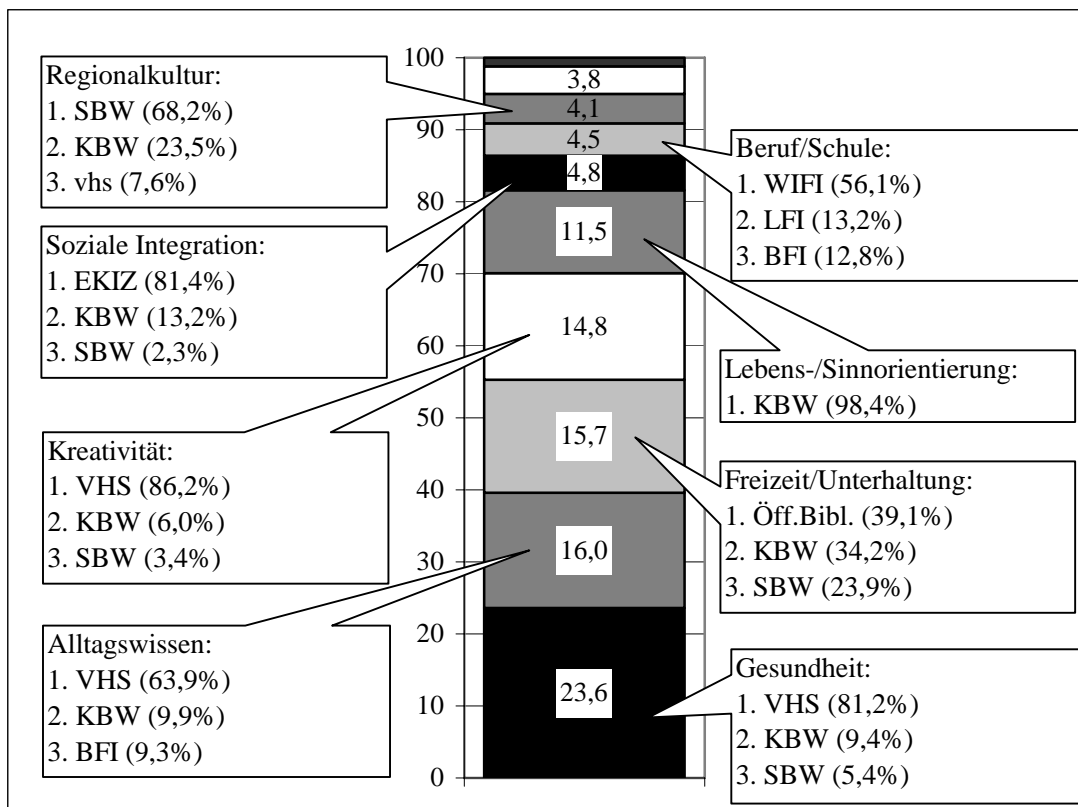 Regionalkultur:
1. SBW (68,2%)
2. KBW (23,5%)
3. vhs (7,6%)
Soziale Integration:
1. EKIZ (81,4%)
2. KBW (13,2%)
3. SBW (2,3%)
Kreativität:
1. VHS (86,2%)
2. KBW (6,0%)
3. SBW (3,4%)
Alltagswissen:
1. VHS (63,9%)
2. KBW (9,9%)
3. BFI (9,3%)
100
90
80
70
60
50
40
30
20
10
0
3,8
4,1
4,5
4,8
11,5
14,8
15,7
16,0
23,6
Beruf/Schule:
1. WIFI (56,1%)
2. LFI (13,2%)
3. BFI (12,8%)
Lebens-/Sinnorientierung:
1. KBW (98,4%)
Freizeit/Unterhaltung:
1. Öff.Bibl. (39,1%)
2. KBW (34,2%)
3. SBW (23,9%)
Gesundheit:
1. VHS (81,2%)
2. KBW (9,4%)
3. SBW (5,4%)